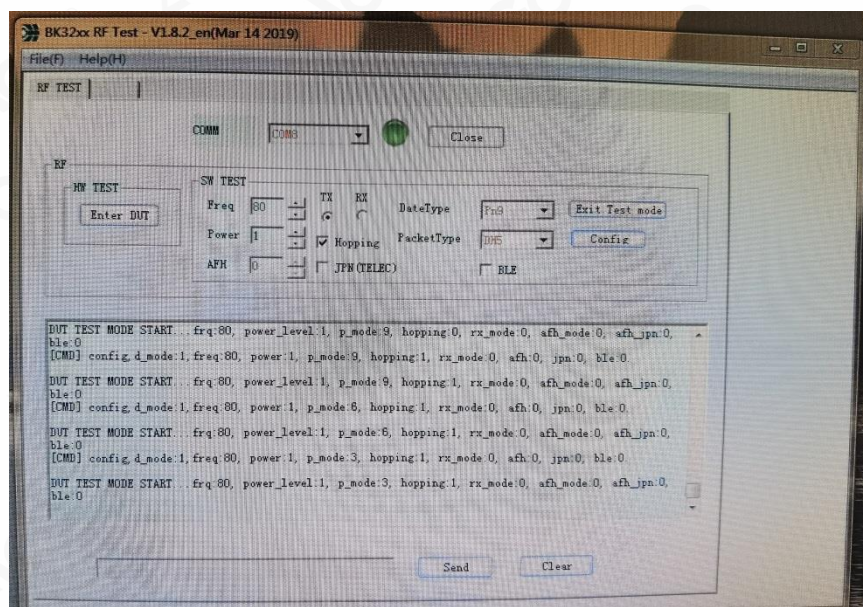 BK32xx RF Test - V1.8.2_en(Mar 14 2019)
File(F) Help(H)
RF TEST
COMM COM8 Close
RF
HW TEST
Enter DUT
SW TEST
Freq 80 TX RX DateType Pn9 Exit Test mode
Power 1 Hopping PacketType DH5 Config
AFH 0 JPN(TELEC) BLE
DUT TEST MODE START...frq:80, power_level:1, p_mode:9, hopping:0, rx_mode:0, afh_mode:0, afh_jpn:0,
ble:0
[CMD] config,d_mode:1,freq:80, power:1, p_mode:9, hopping:1, rx_mode:0, afh:0, jpn:0, ble:0.
DUT TEST MODE START...frq:80, power_level:1, p_mode:9, hopping:1, rx_mode:0, afh_mode:0, afh_jpn:0,
ble:0
[CMD] config,d_mode:1,freq:80, power:1, p_mode:6, hopping:1, rx_mode:0, afh:0, jpn:0, ble:0.
DUT TEST MODE START...frq:80, power_level:1, p_mode:6, hopping:1, rx_mode:0, afh_mode:0, afh_jpn:0,
ble:0
[CMD] config,d_mode:1,freq:80, power:1, p_mode:3, hopping:1, rx_mode:0, afh:0, jpn:0, ble:0.
DUT TEST MODE START...frq:80, power_level:1, p_mode:3, hopping:1, rx_mode:0, afh_mode:0, afh_jpn:0,
ble:0
Send Clear